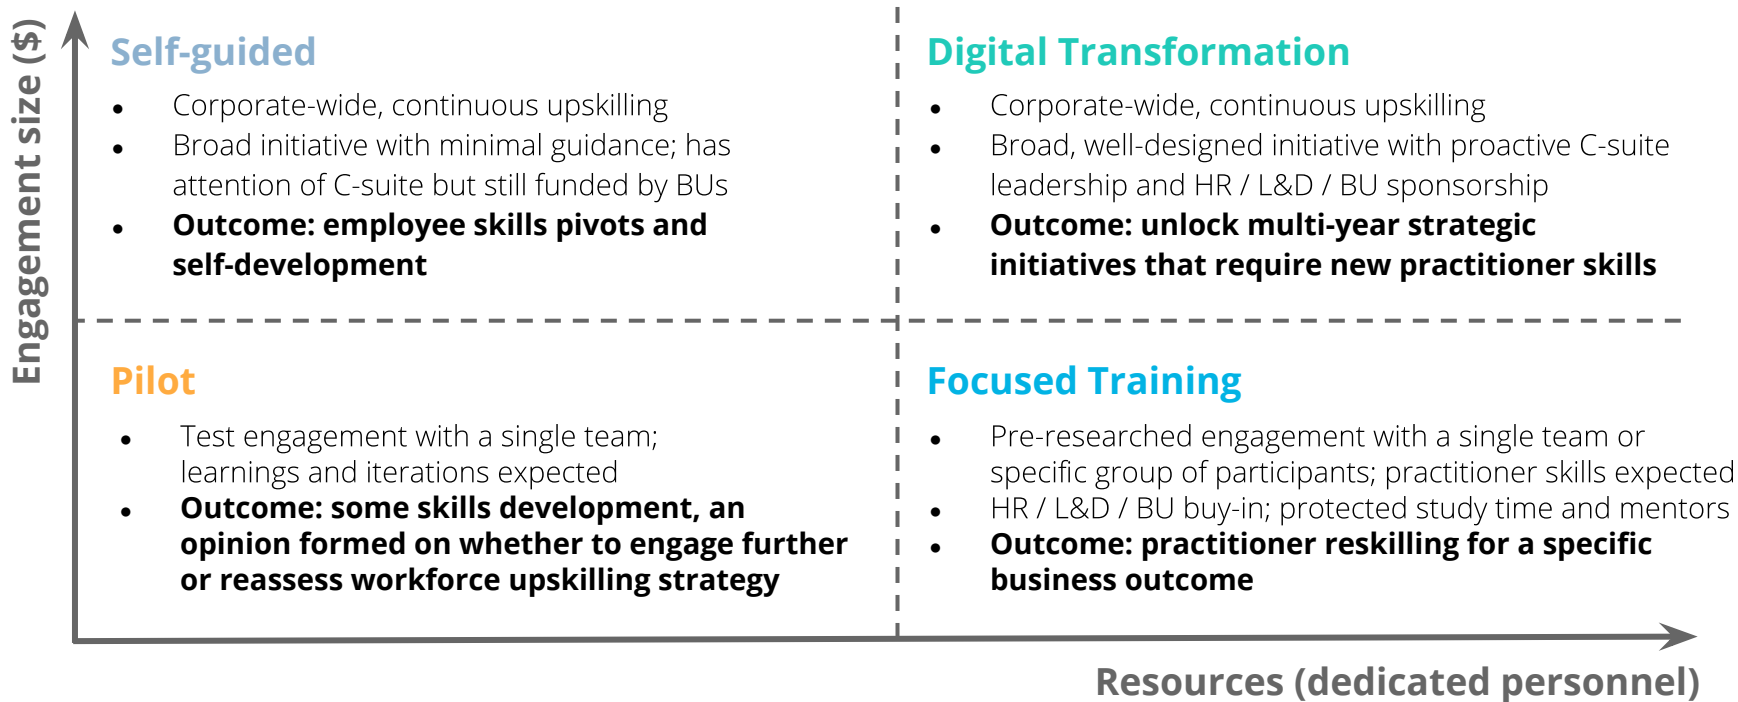 Engagement size ($)
Self-guided
● Corporate-wide, continuous upskilling
● Broad initiative with minimal guidance; has
attention of C-suite but still funded by BUs
● Outcome: employee skills pivots and
self-development
Digital Transformation
● Corporate-wide, continuous upskilling
● Broad, well-designed initiative with proactive C-suite
leadership and HR / L&D / BU sponsorship
● Outcome: unlock multi-year strategic
initiatives that require new practitioner skills
Pilot
● Test engagement with a single team;
learnings and iterations expected
● Outcome: some skills development, an
opinion formed on whether to engage further
or reassess workforce upskilling strategy
Focused Training
● Pre-researched engagement with a single team or
specific group of participants; practitioner skills expected
● HR / L&D / BU buy-in; protected study time and mentors
● Outcome: practitioner reskilling for a specific
business outcome
Resources (dedicated personnel)